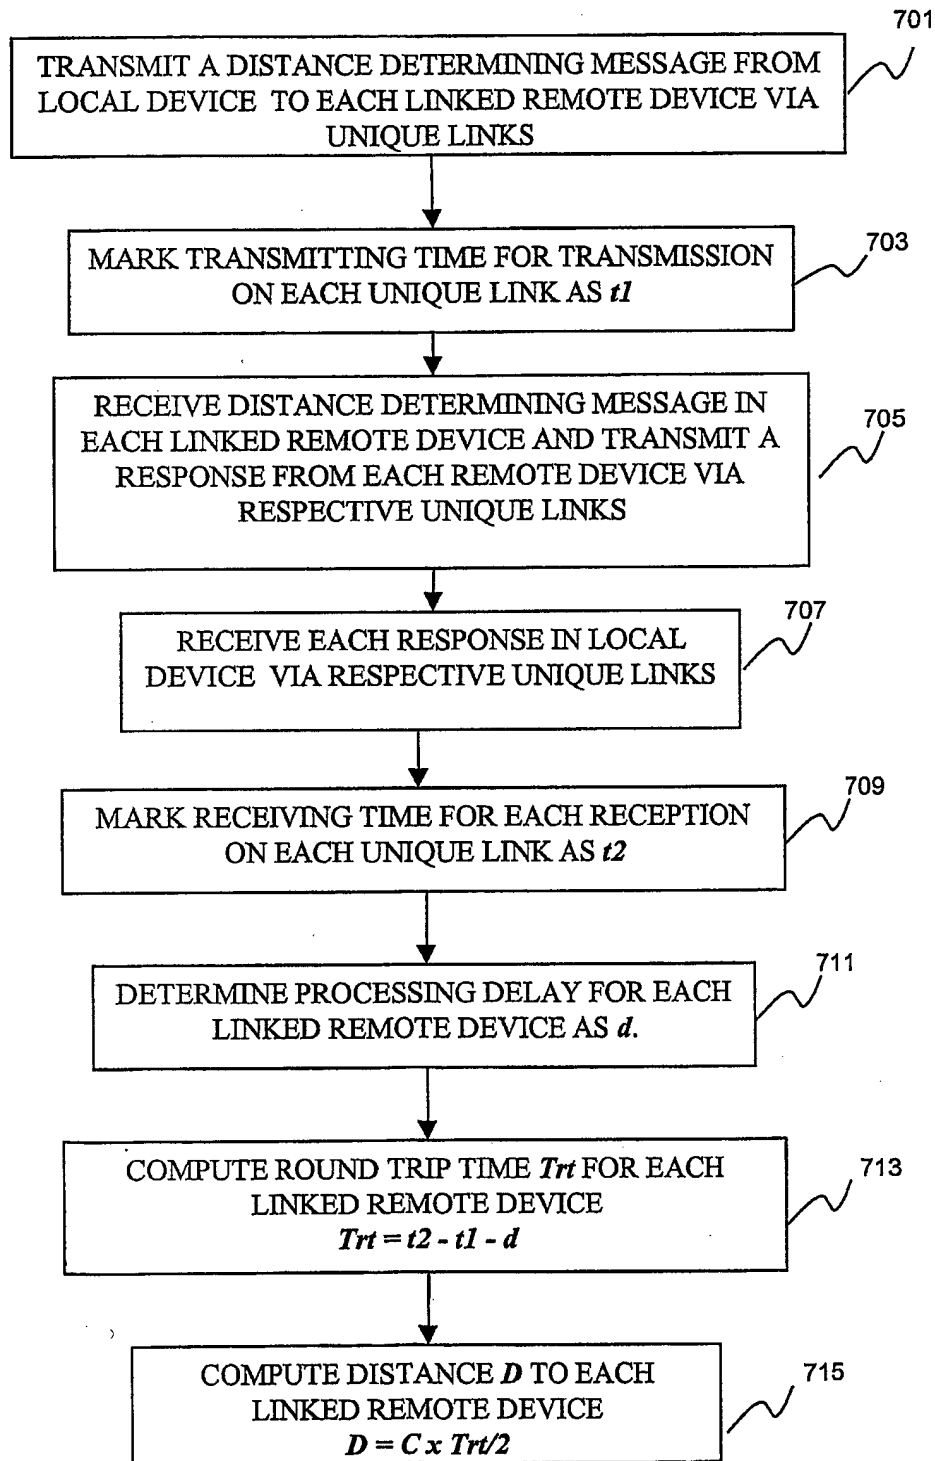 701
TRANSMIT A DISTANCE DETERMINING MESSAGE FROM
LOCAL DEVICE TO EACH LINKED REMOTE DEVICE VIA
UNIQUE LINKS
703
MARK TRANSMITTING TIME FOR TRANSMISSION
ON EACH UNIQUE LINK AS t1
705
RECEIVE DISTANCE DETERMINING MESSAGE IN
EACH LINKED REMOTE DEVICE AND TRANSMIT A
RESPONSE FROM EACH REMOTE DEVICE VIA
RESPECTIVE UNIQUE LINKS
707
RECEIVE EACH RESPONSE IN LOCAL
DEVICE VIA RESPECTIVE UNIQUE LINKS
709
MARK RECEIVING TIME FOR EACH RECEPTION
ON EACH UNIQUE LINK AS t2
711
DETERMINE PROCESSING DELAY FOR EACH
LINKED REMOTE DEVICE AS d.
713
COMPUTE ROUND TRIP TIME Trt FOR EACH
LINKED REMOTE DEVICE
Trt = t2 - t1 - d
715
COMPUTE DISTANCE D TO EACH
LINKED REMOTE DEVICE
D = C x Trt/2